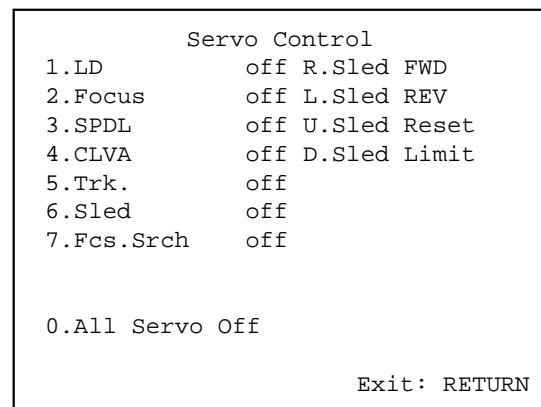 Servo Control
1.LD off R.Sled FWD
2.Focus off L.Sled REV
3.SPDL off U.Sled Reset
4.CLVA off D.Sled Limit
5.Trk. off
6.Sled off
7.Fcs.Srch off
0.All Servo Off
Exit: RETURN